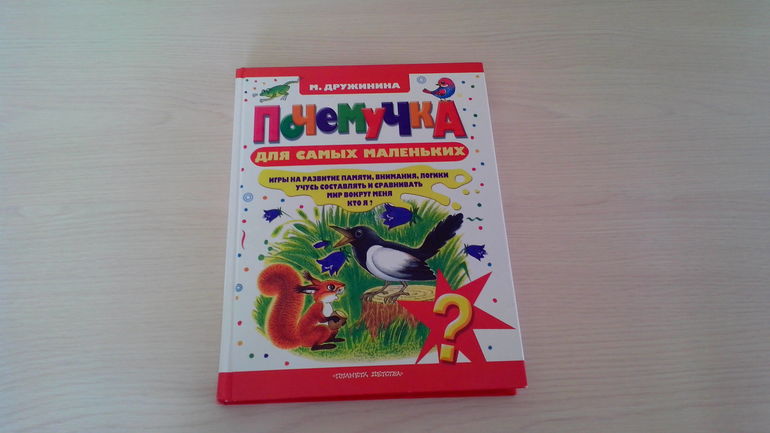 М. ДРУЖИНИНА
ПОЧЕМУЧКА
ДЛЯ САМЫХ МАЛЕНЬКИХ
ИГРЫ НА РАЗВИТИЕ ПАМЯТИ, ВНИМАНИЯ, ЛОГИКИ
УЧУСЬ СОСТАВЛЯТЬ И СРАВНИВАТЬ
МИР ВОКРУГ МЕНЯ
КТО Я ?
?
«ПЛАНЕТА ДЕТСТВА»